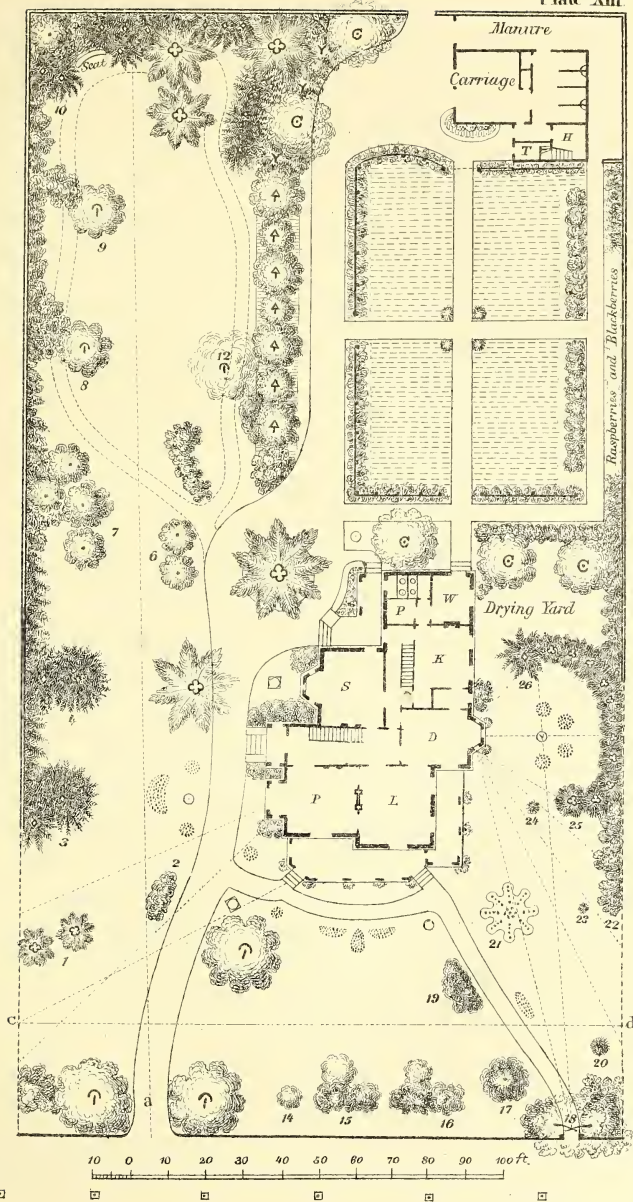 Plate XIII
Manure
Seat
C
Y
Carriage
10
C
T
H
Y
9
8
12
Raspberries and Blackberries
7
6
C
C
C
P
W
Drying Yard
4
S
K
26
D
3
P
L
24
25
2
23
22
1
21
19
C
d
20
a
14
15
16
17
18
10 0 10 20 30 40 50 60 70 80 90 100 ft.